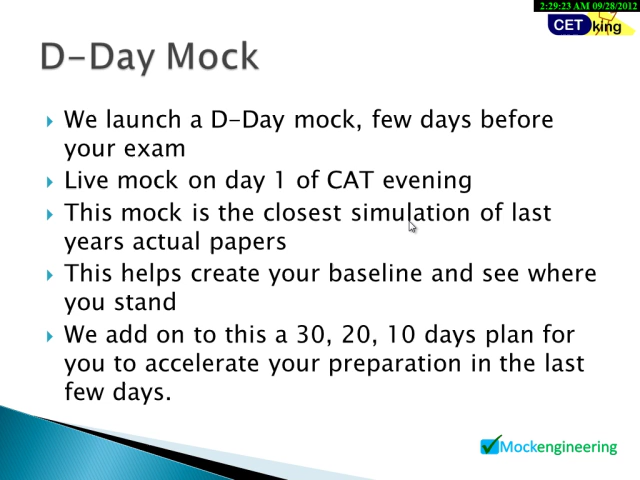 2:29:23 AM 09/28/2012
CET king
D-Day Mock
We launch a D-Day mock, few days before
your exam
Live mock on day 1 of CAT evening
This mock is the closest simulation of last
years actual papers
This helps create your baseline and see where
you stand
We add on to this a 30, 20, 10 days plan for
you to accelerate your preparation in the last
few days.
Mockengineering